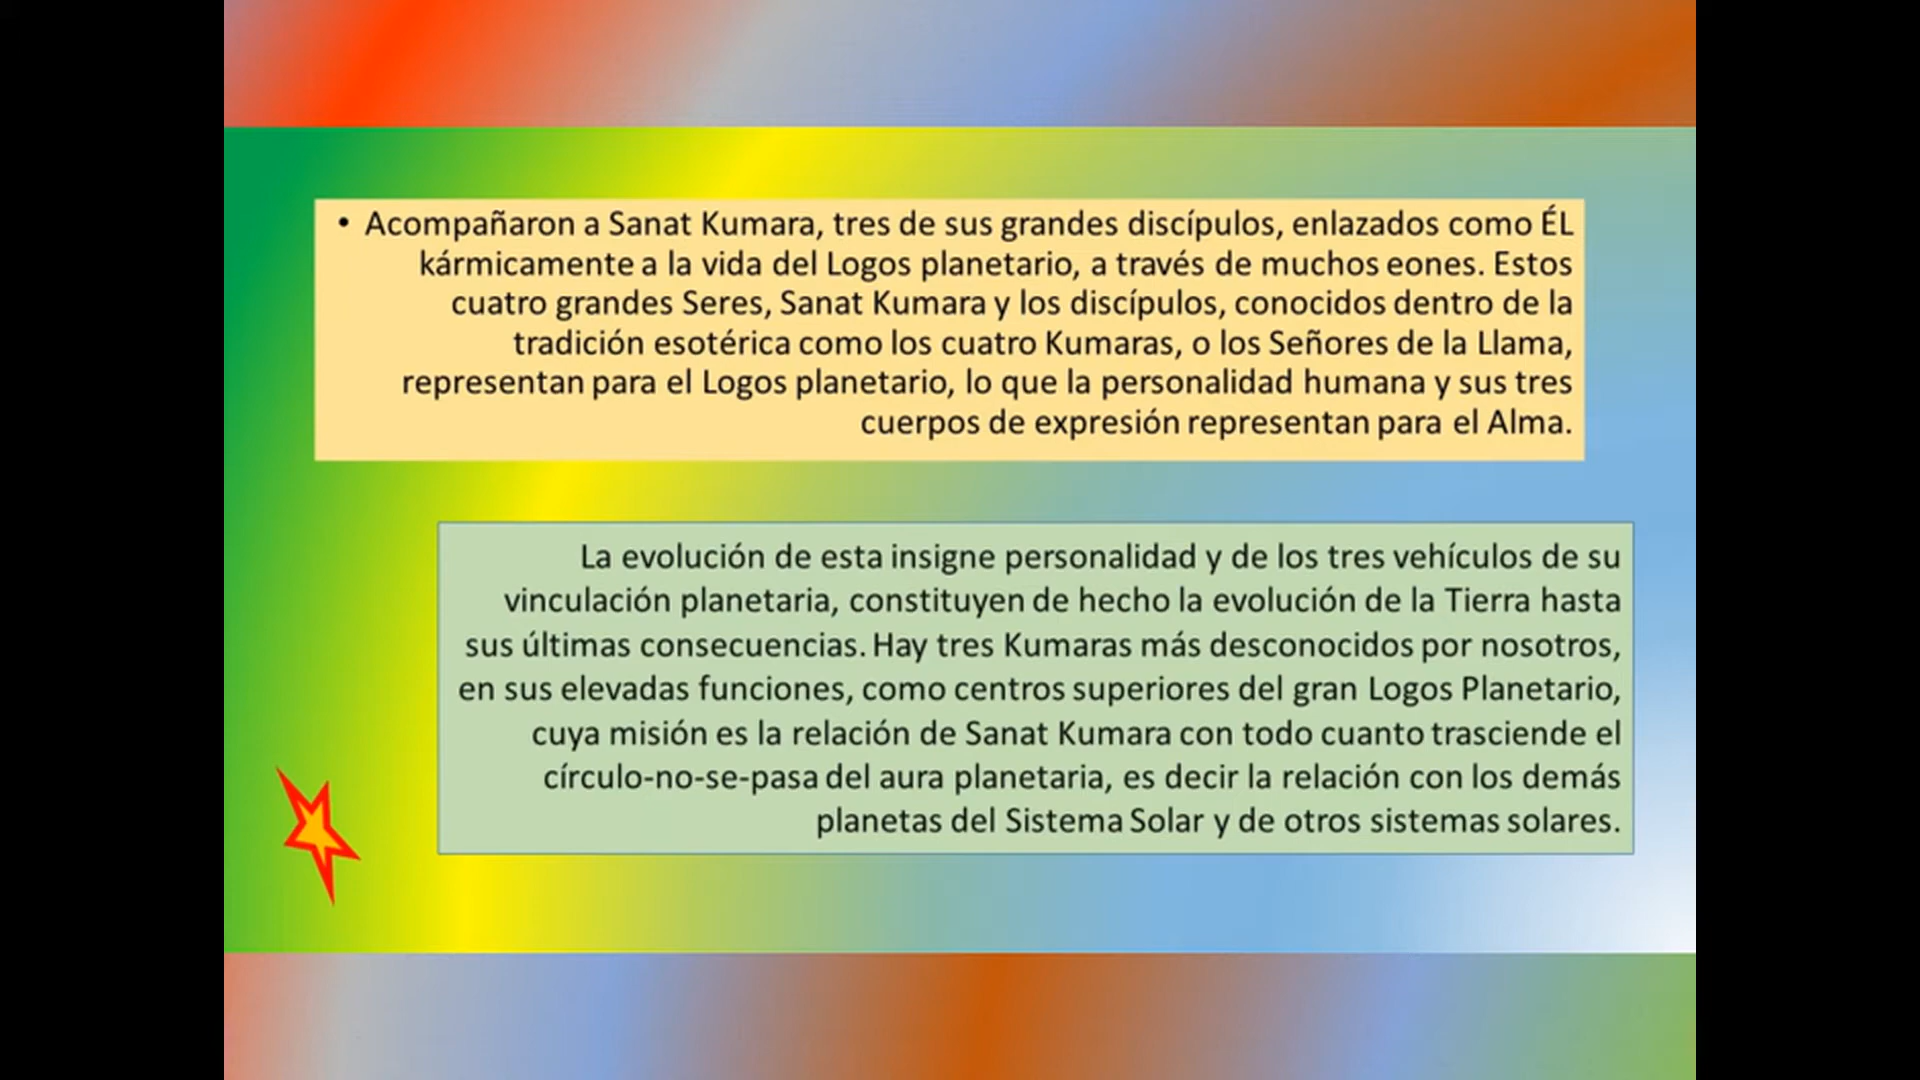 • Acompañaron a Sanat Kumara, tres de sus grandes discípulos, enlazados como ÉL
kármicamente a la vida del Logos planetario, a través de muchos eones. Estos
cuatro grandes Seres, Sanat Kumara y los discípulos, conocidos dentro de la
tradición esotérica como los cuatro Kumaras, o los Señores de la Llama,
representan para el Logos planetario, lo que la personalidad humana y sus tres
cuerpos de expresión representan para el Alma.
La evolución de esta insigne personalidad y de los tres vehículos de su
vinculación planetaria, constituyen de hecho la evolución de la Tierra hasta
sus últimas consecuencias. Hay tres Kumaras más desconocidos por nosotros,
en sus elevadas funciones, como centros superiores del gran Logos Planetario,
cuya misión es la relación de Sanat Kumara con todo cuanto trasciende el
círculo-no-se-pasa del aura planetaria, es decir la relación con los demás
planetas del Sistema Solar y de otros sistemas solares.